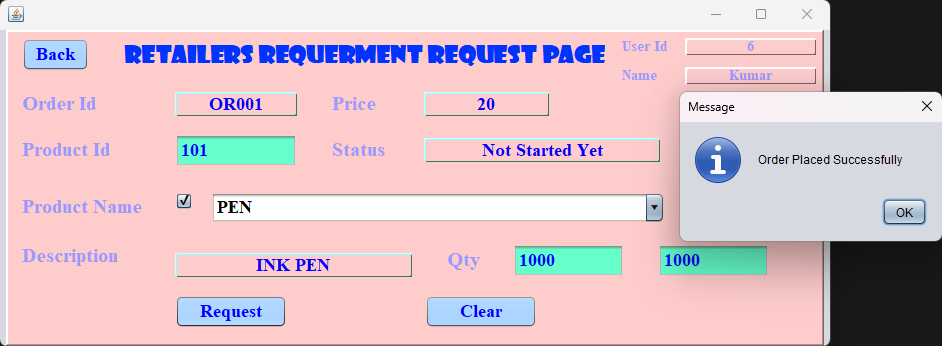 Back
RETAILERS REQUERMENT REQUEST PAGE
User Id 6
Name Kumar
Order Id OR001 Price 20
Message
Product Id 101 Status Not Started Yet
Order Placed Successfully
Product Name PEN
OK
Description INK PEN Qty 1000 1000
Request Clear